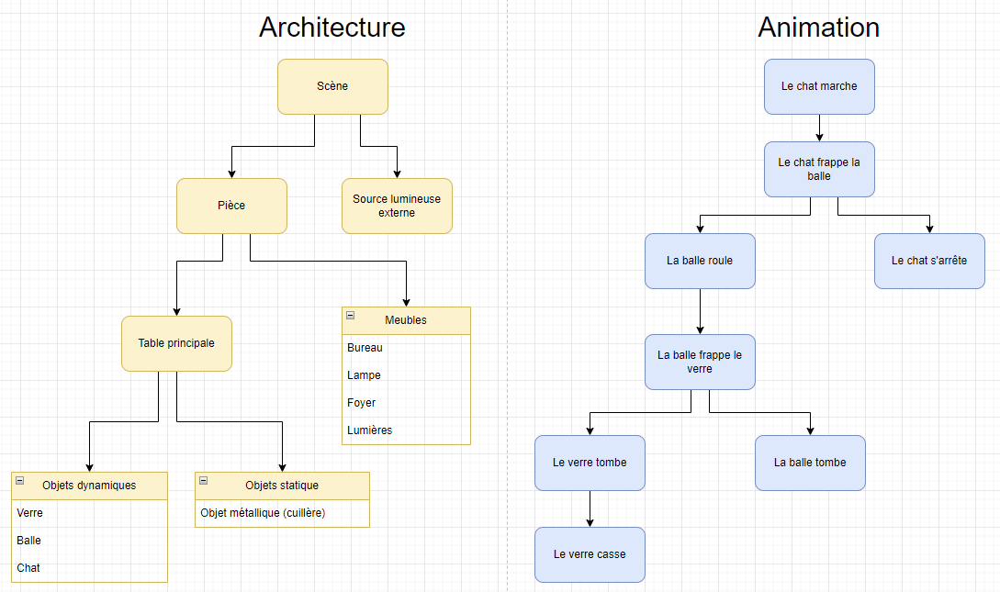 Architecture
Scène
Pièce
Source lumineuse
externe
Table principale
Meubles
Bureau
Lampe
Foyer
Lumières
Objets dynamiques
Verre
Balle
Chat
Objets statique
Objet métallique (cuillère)
Animation
Le chat marche
Le chat frappe la
balle
La balle roule
Le chat s'arrête
La balle frappe le
verre
Le verre tombe
La balle tombe
Le verre casse